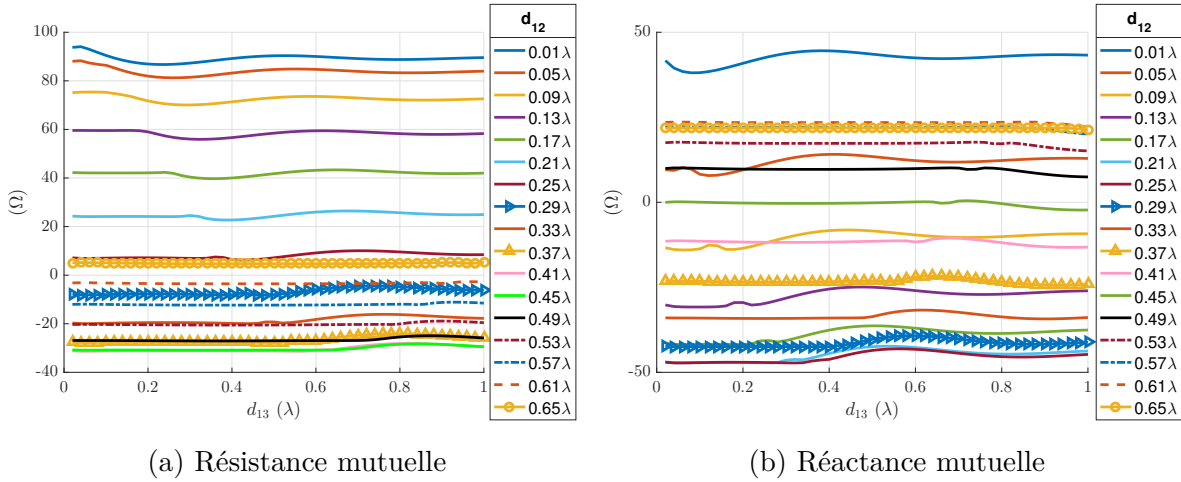 d12
0.01λ
0.05λ
0.09λ
0.13λ
0.17λ
0.21λ
0.25λ
0.29λ
0.33λ
0.37λ
0.41λ
0.45λ
0.49λ
0.53λ
0.57λ
0.61λ
0.65λ
100
80
60
40
20
0
-20
-40
(Ω)
0 0.2 0.4 0.6 0.8 1
d13 (λ)
(a) Résistance mutuelle
d12
0.01λ
0.05λ
0.09λ
0.13λ
0.17λ
0.21λ
0.25λ
0.29λ
0.33λ
0.37λ
0.41λ
0.45λ
0.49λ
0.53λ
0.57λ
0.61λ
0.65λ
50
0
-50
(Ω)
0 0.2 0.4 0.6 0.8 1
d13 (λ)
(b) Réactance mutuelle